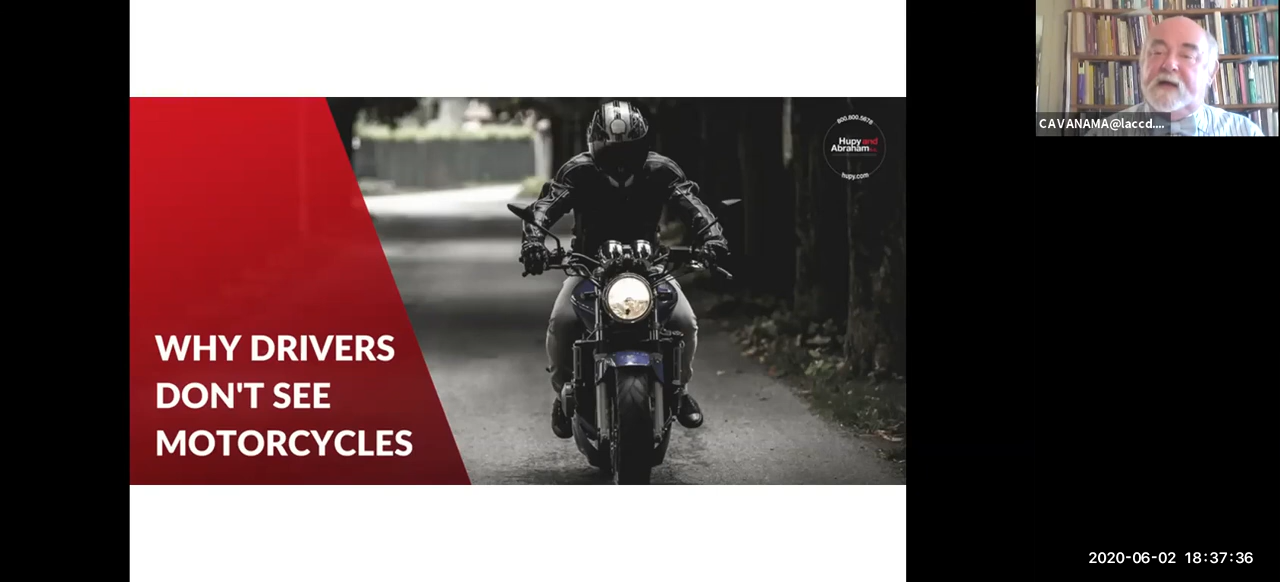 WHY DRIVERS
DON'T SEE
MOTORCYCLES
800.800.5678
Hupy and
Abraham
hupy.com
CAVANAMA@laccd....
2020-06-02 18:37:36